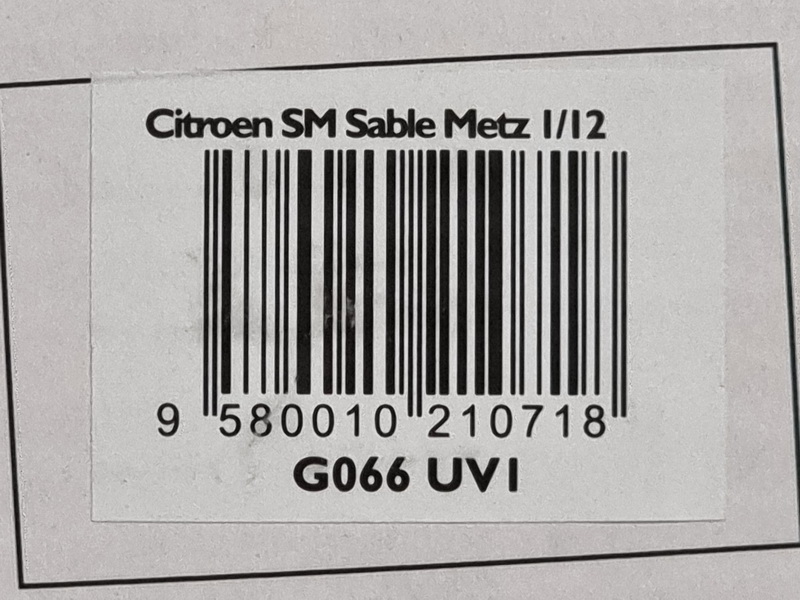 Citroen SM Sable Metz 1/12
9 580010 210718
G066 UV1